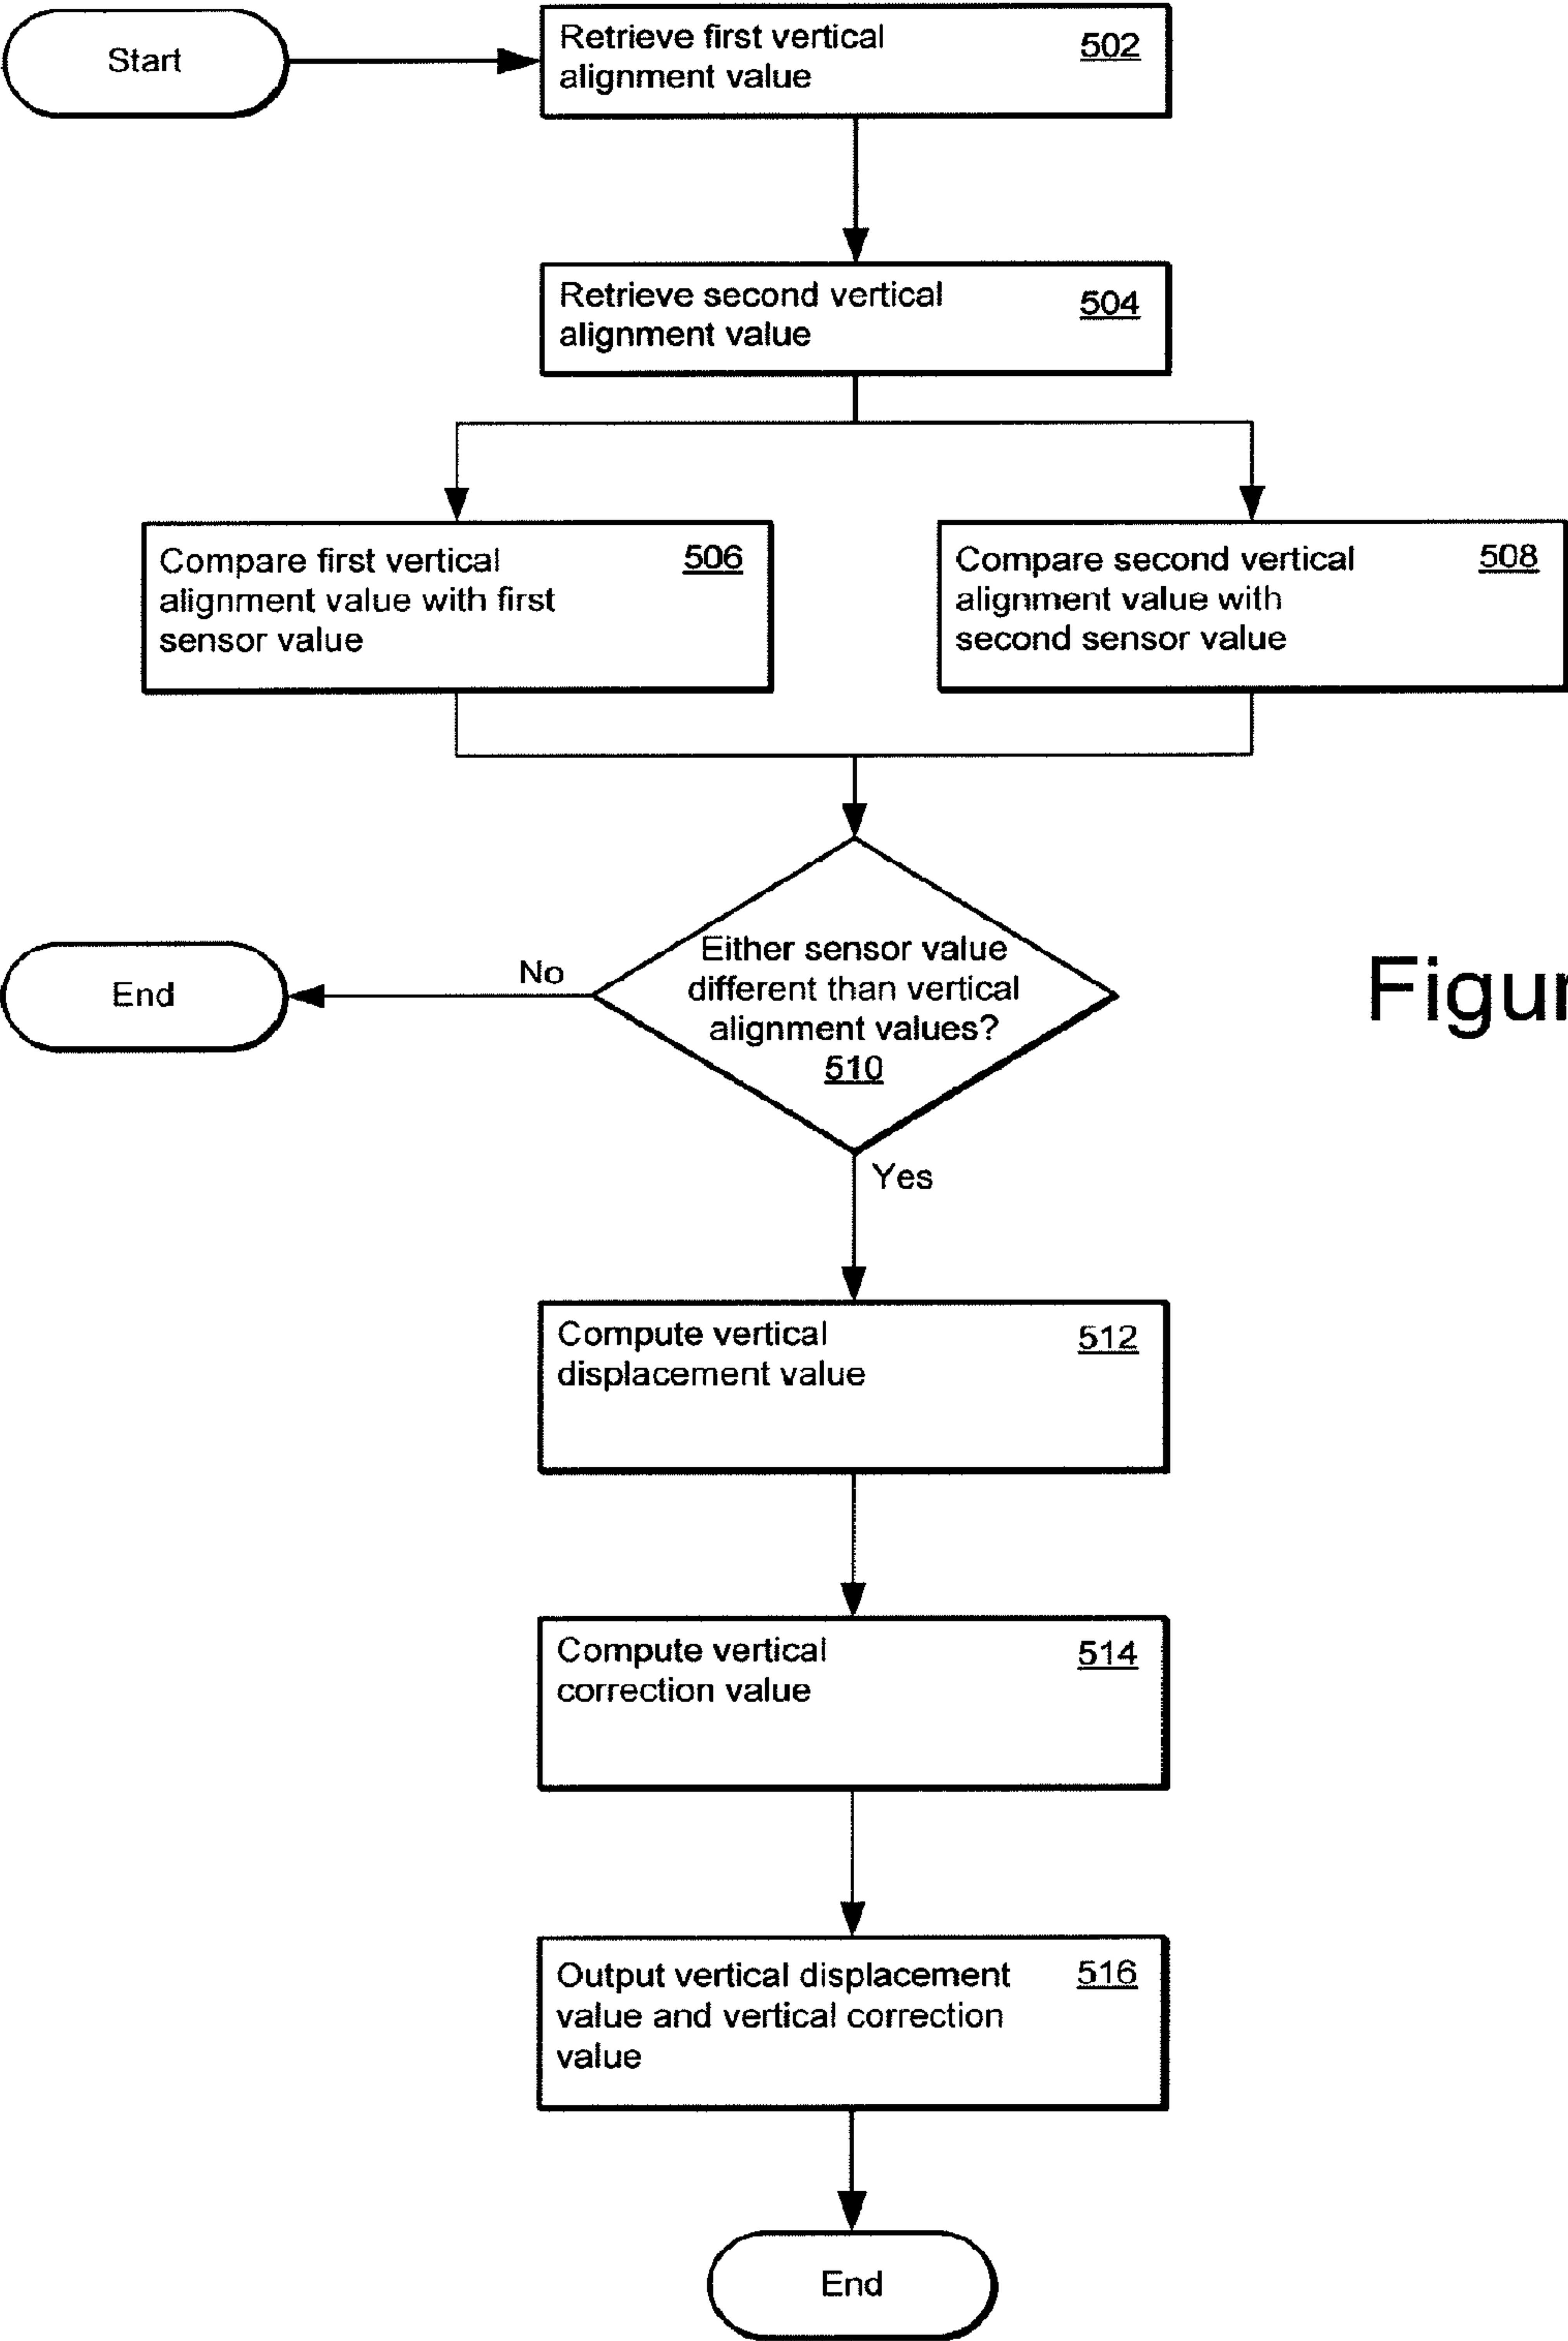 Start
Retrieve first vertical
alignment value
502
Retrieve second vertical
alignment value
504
Compare first vertical
alignment value with first
sensor value
506
Compare second vertical
alignment value with
second sensor value
508
Either sensor value
different than vertical
alignment values?
510
No
End
Yes
Compute vertical
displacement value
512
Compute vertical
correction value
514
Output vertical displacement
value and vertical correction
value
516
End